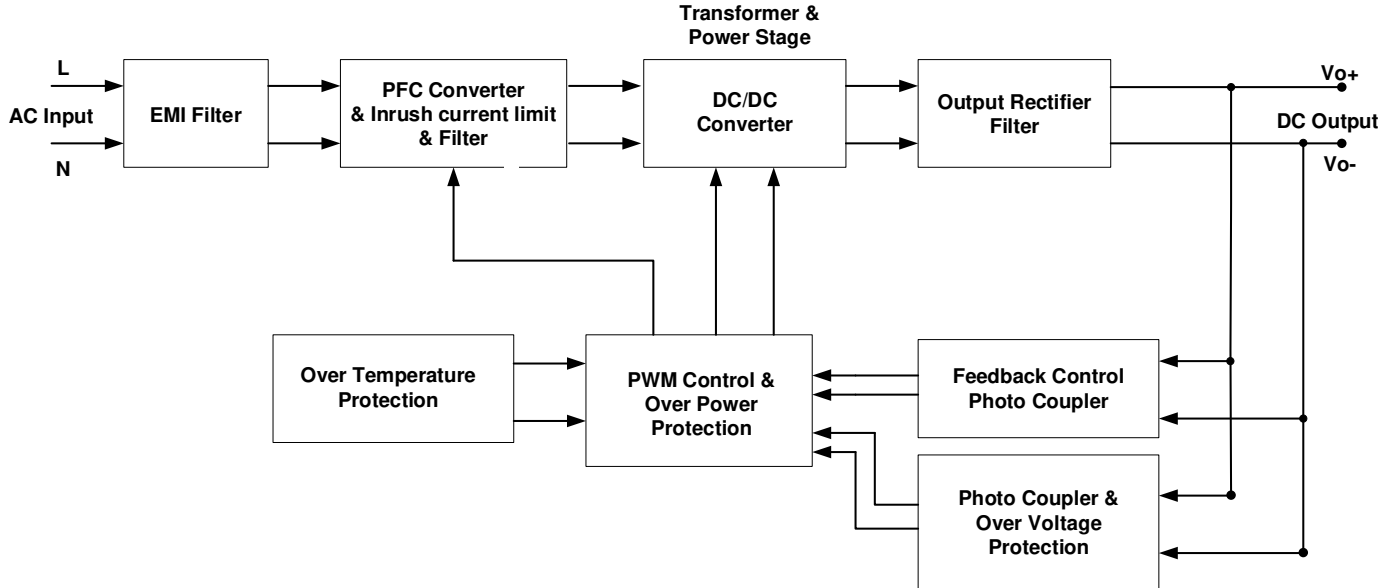 Transformer &
Power Stage
L
AC Input
N
EMI Filter
PFC Converter
& Inrush current limit
& Filter
DC/DC
Converter
Output Rectifier
Filter
Vo+
DC Output
Vo-
Over Temperature
Protection
PWM Control &
Over Power
Protection
Feedback Control
Photo Coupler
Photo Coupler &
Over Voltage
Protection